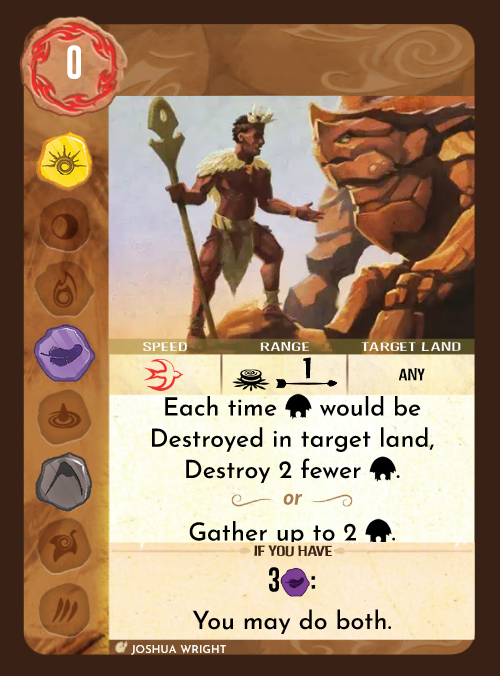 0
SPEED RANGE TARGET LAND
1 ANY
Each time would be
Destroyed in target land,
Destroy 2 fewer .
or
Gather up to 2 .
IF YOU HAVE
3 :
You may do both.
JOSHUA WRIGHT